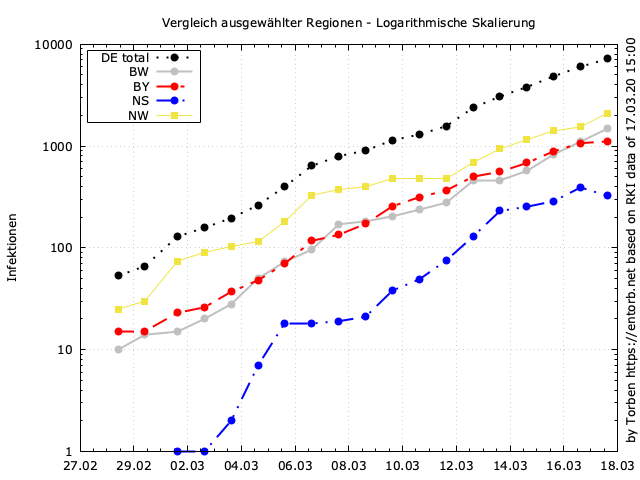 Vergleich ausgewählter Regionen - Logarithmische Skalierung
10000
1000
100
10
1
Infektionen
DE total
BW
BY
NS
NW
27.02 29.02 02.03 04.03 06.03 08.03 10.03 12.03 14.03 16.03 18.03
by Torben https://entorb.net based on RKI data of 17.03.20 15:00